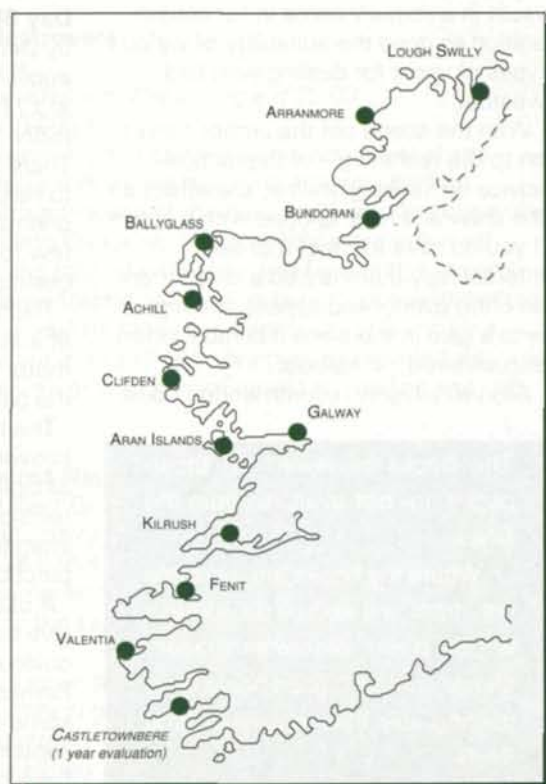 LOUGH SWILLY
ARRANMORE
BUNDORAN
BALLYGLASS
ACHILL
CLIFDEN
GALWAY
ARAN ISLANDS
KILRUSH
FENIT
VALENTIA
CASTLETOWNBERE
(1 year evaluation)